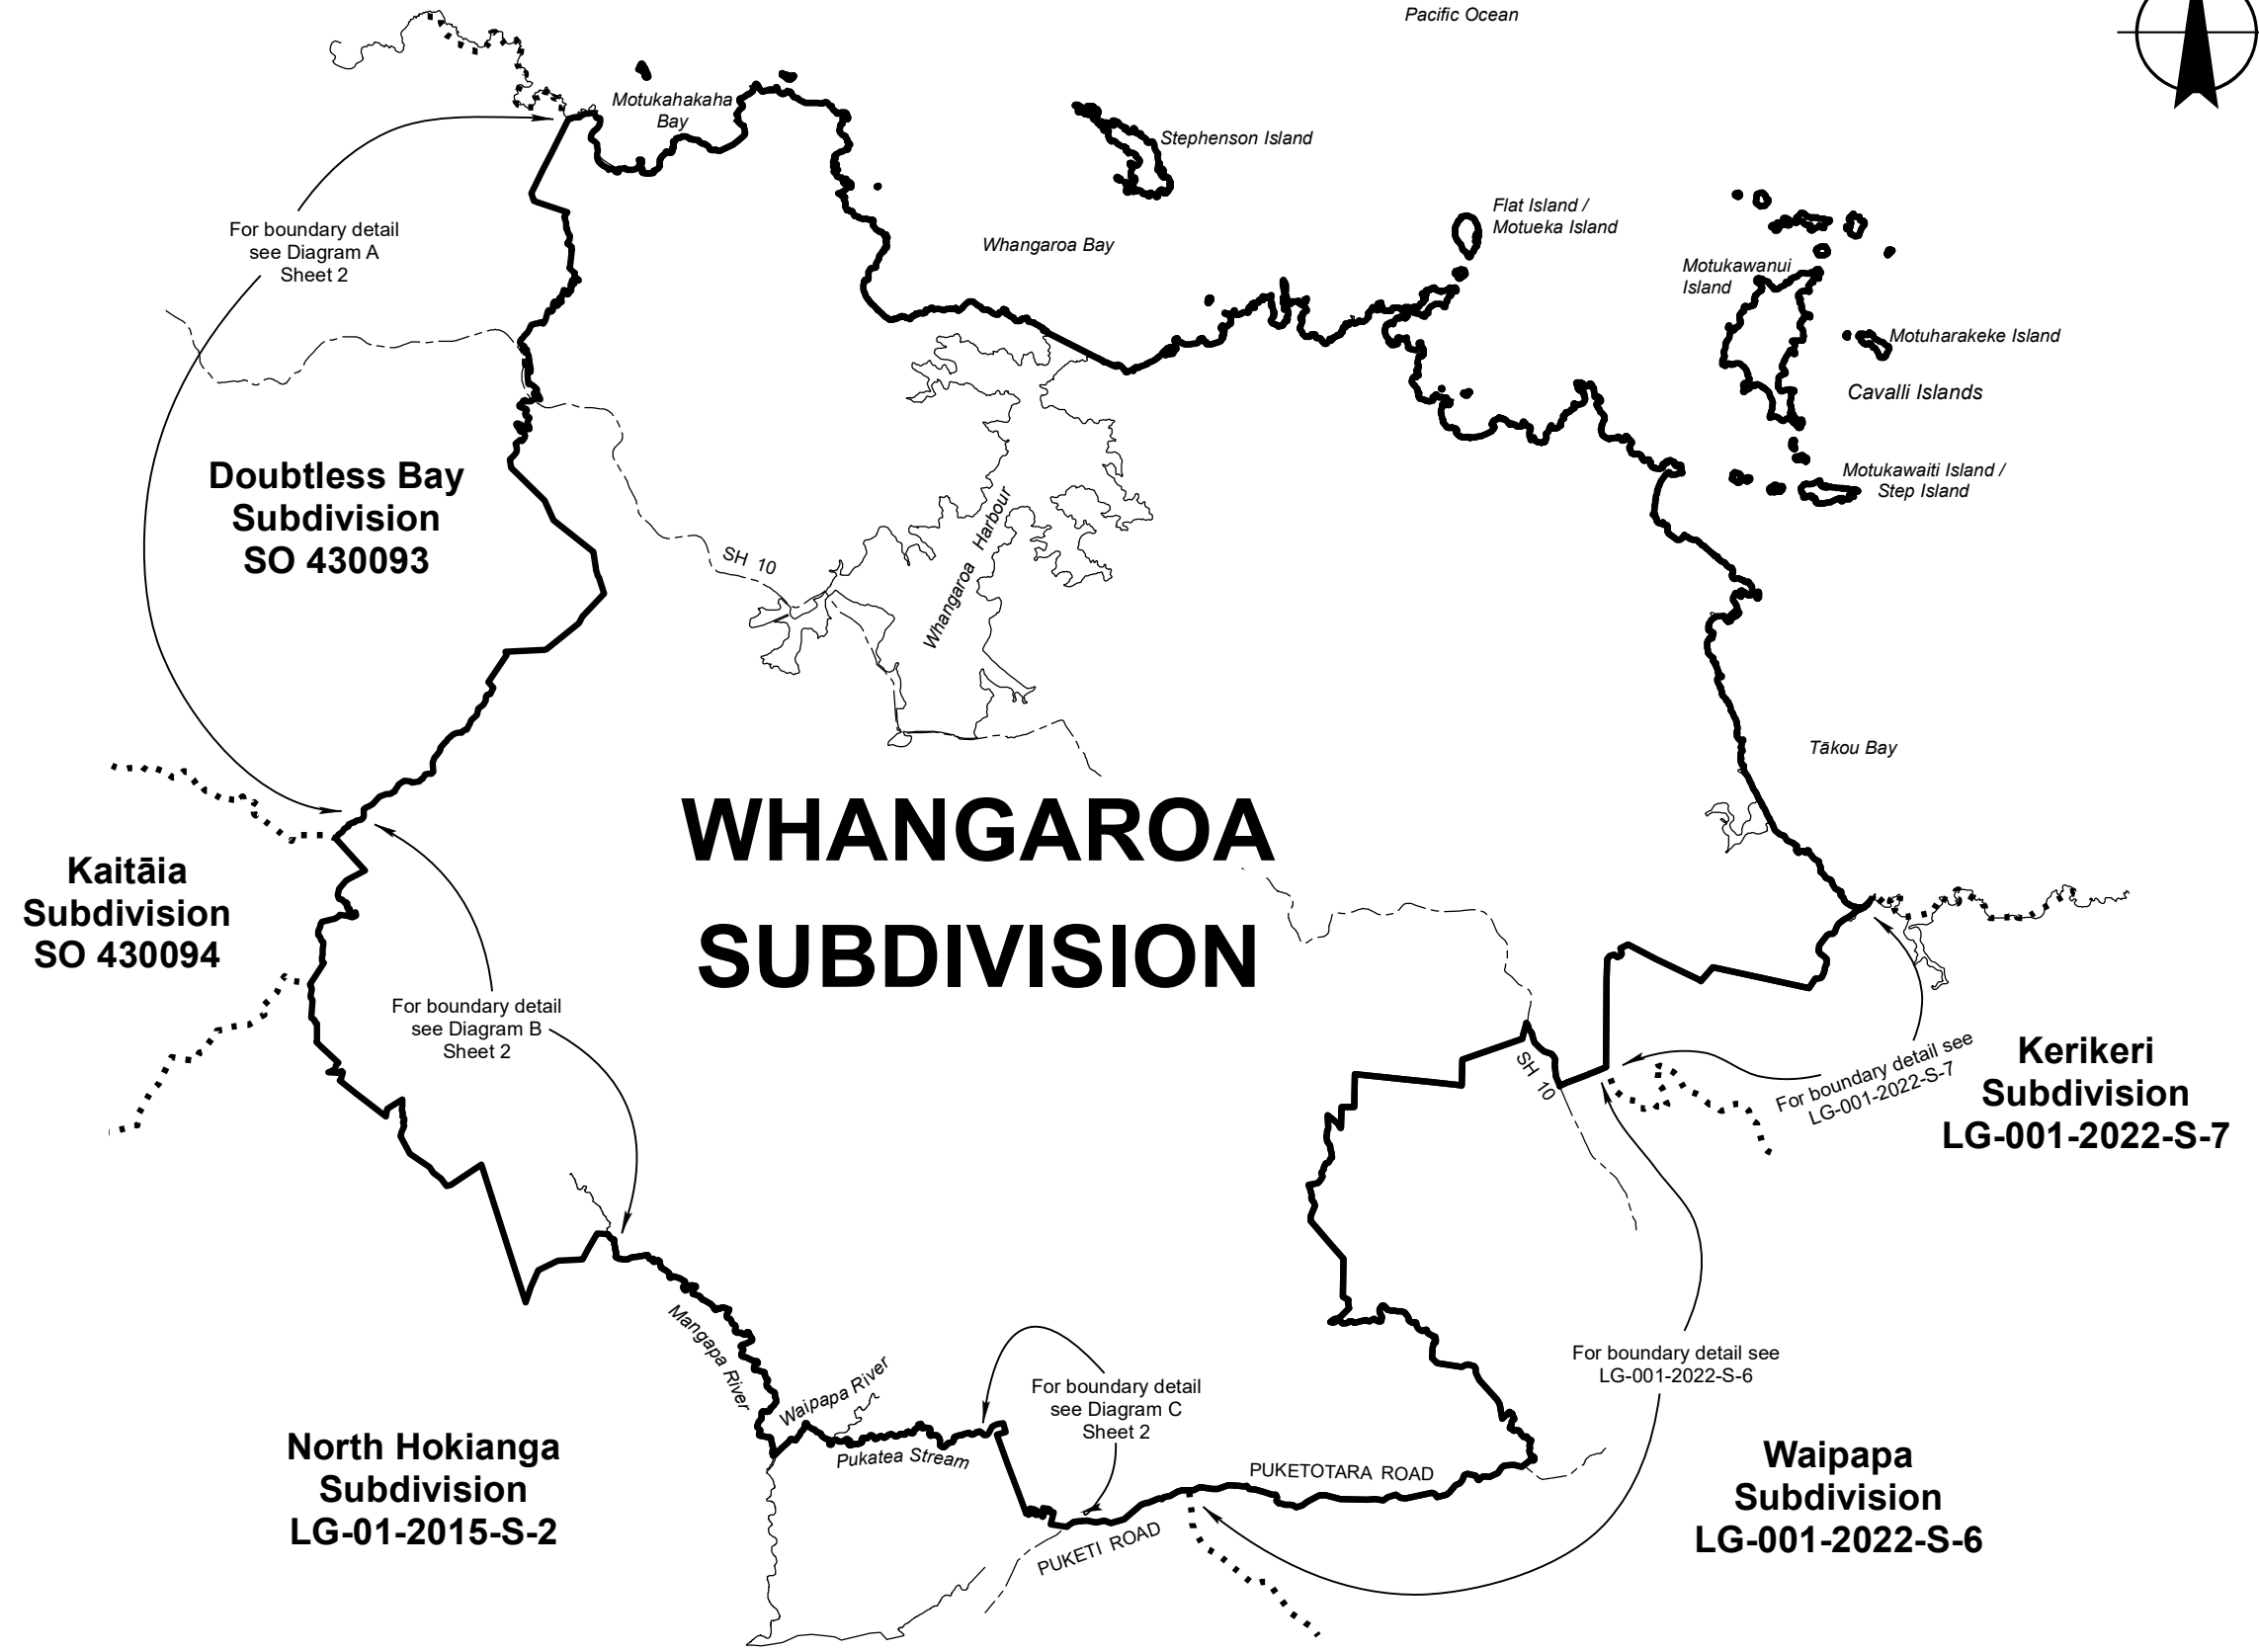 Pacific Ocean
Motukahakaha
Bay
Stephenson Island
Flat Island /
Motueka Island
For boundary detail
see Diagram A
Sheet 2
Whangaroa Bay
Motukawanui
Island
Motuharakeke Island
Cavalli Islands
Doubtless Bay
Subdivision
SO 430093
Motukawaiti Island /
Step Island
SH 10
Whangaroa Harbour
Tākou Bay
WHANGAROA
SUBDIVISION
Kaitāia
Subdivision
SO 430094
For boundary detail
see Diagram B
Sheet 2
SH 10
For boundary detail see
LG-001-2022-S-7
Kerikeri
Subdivision
LG-001-2022-S-7
Mangapa River
Waipapa River
Pukatea Stream
For boundary detail
see Diagram C
Sheet 2
For boundary detail see
LG-001-2022-S-6
North Hokianga
Subdivision
LG-01-2015-S-2
PUKETOTARA ROAD
PUKETI ROAD
Waipapa
Subdivision
LG-001-2022-S-6